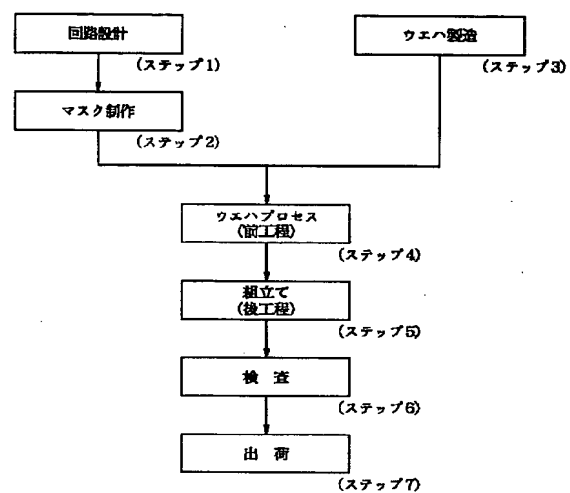 回路設計
(ステップ1)
ウエハ製造
(ステップ3)
マスク制作
(ステップ2)
ウエハプロセス
(前工程)
(ステップ4)
組立て
(後工程)
(ステップ5)
検 査
(ステップ6)
出 荷
(ステップ7)